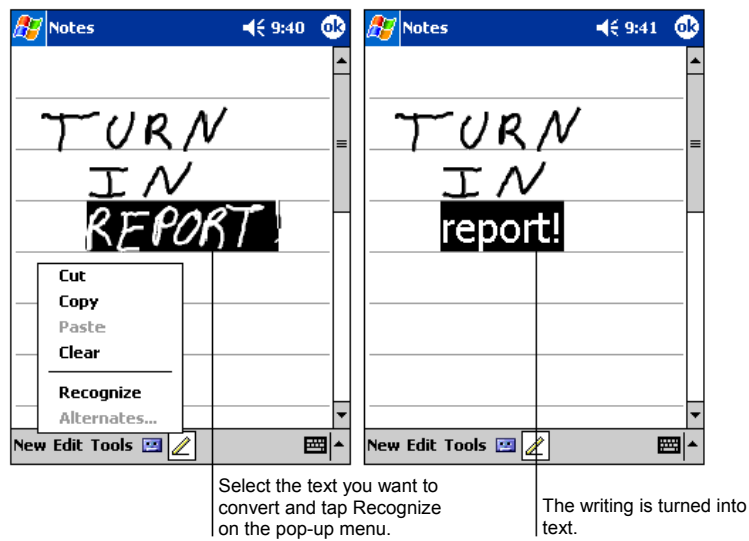 Notes 9:40 ok
TURN
IN
REPORT!
Cut
Copy
Paste
Clear
Recognize
Alternates...
New Edit Tools
Select the text you want to
convert and tap Recognize
on the pop-up menu.
Notes 9:41 ok
TURN
IN
report!
New Edit Tools
The writing is turned into
text.